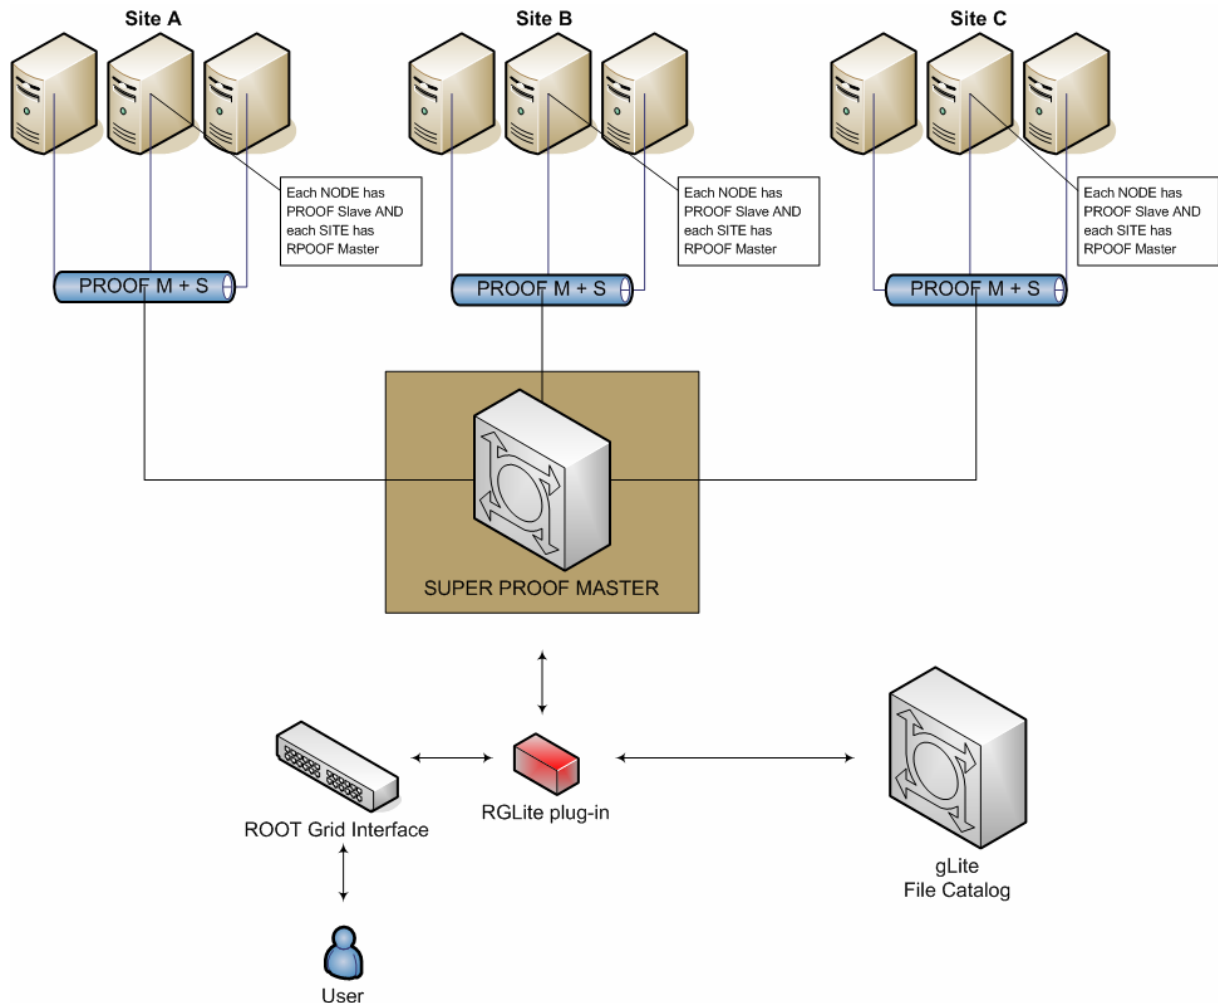 Site A
Site B
Site C
Each NODE has
PROOF Slave AND
each SITE has
RPOOF Master
Each NODE has
PROOF Slave AND
each SITE has
RPOOF Master
Each NODE has
PROOF Slave AND
each SITE has
RPOOF Master
PROOF M + S
PROOF M + S
PROOF M + S
SUPER PROOF MASTER
ROOT Grid Interface
RGLite plug-in
gLite
File Catalog
User